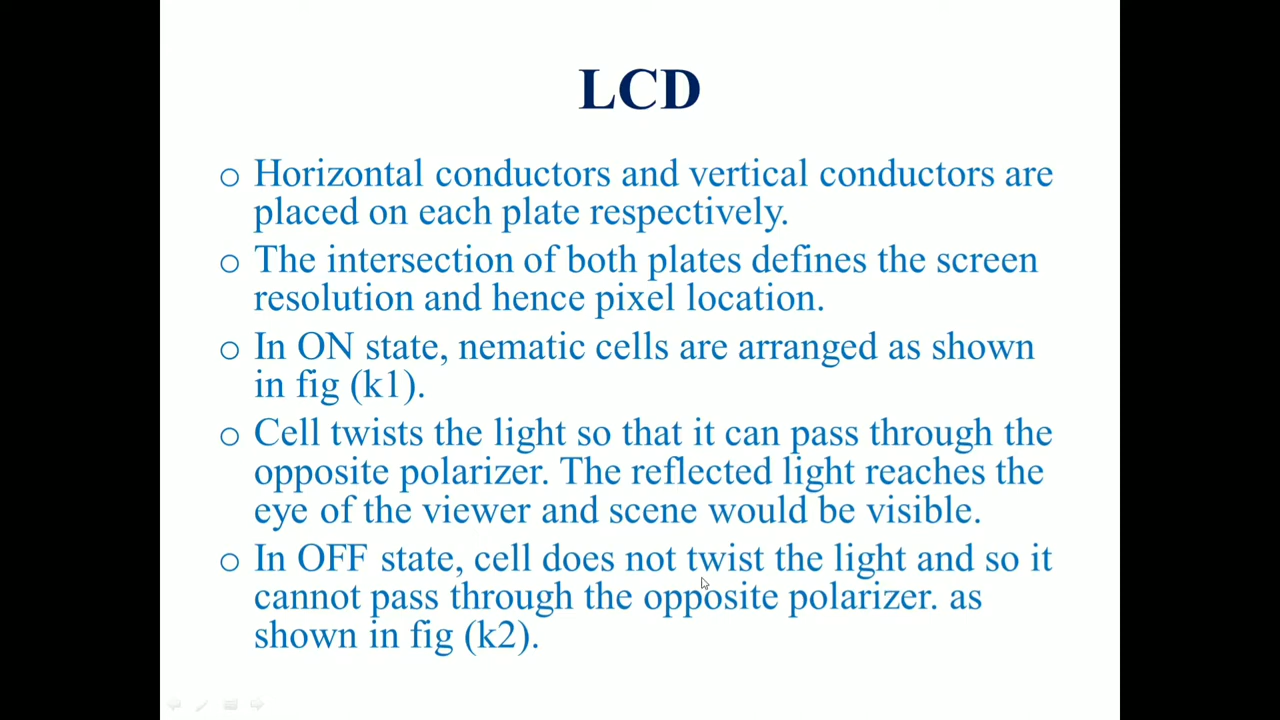 LCD
o Horizontal conductors and vertical conductors are
placed on each plate respectively.
o The intersection of both plates defines the screen
resolution and hence pixel location.
o In ON state, nematic cells are arranged as shown
in fig (k1).
o Cell twists the light so that it can pass through the
opposite polarizer. The reflected light reaches the
eye of the viewer and scene would be visible.
o In OFF state, cell does not twist the light and so it
cannot pass through the opposite polarizer. as
shown in fig (k2).